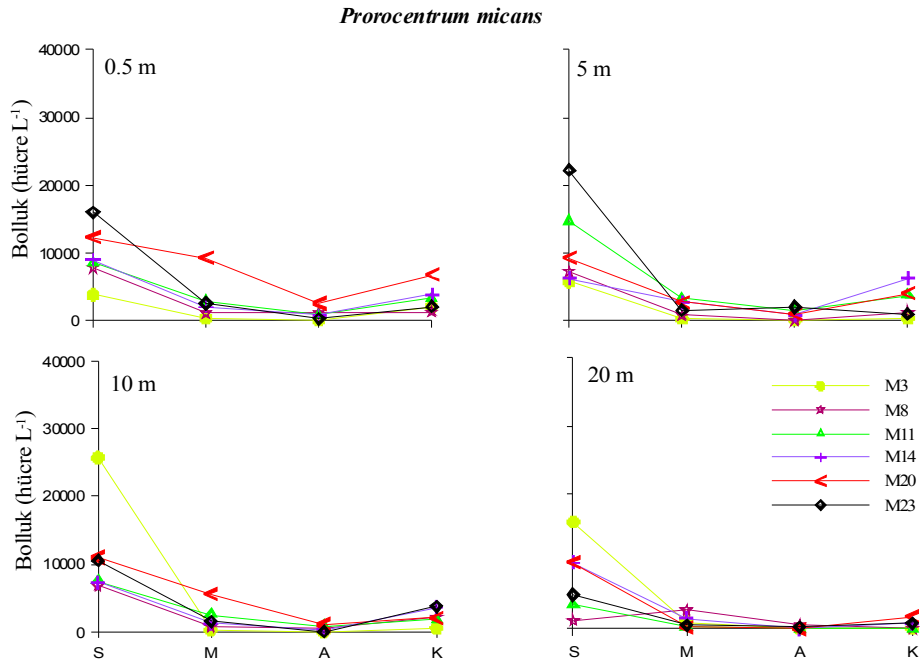 Prorocentrum micans
0.5 m
5 m
Bolluk (hücre L-1)
40000
30000
20000
10000
0
10 m
20 m
Bolluk (hücre L-1)
40000
30000
20000
10000
0
M3
M8
M11
M14
M20
M23
S M A K
S M A K